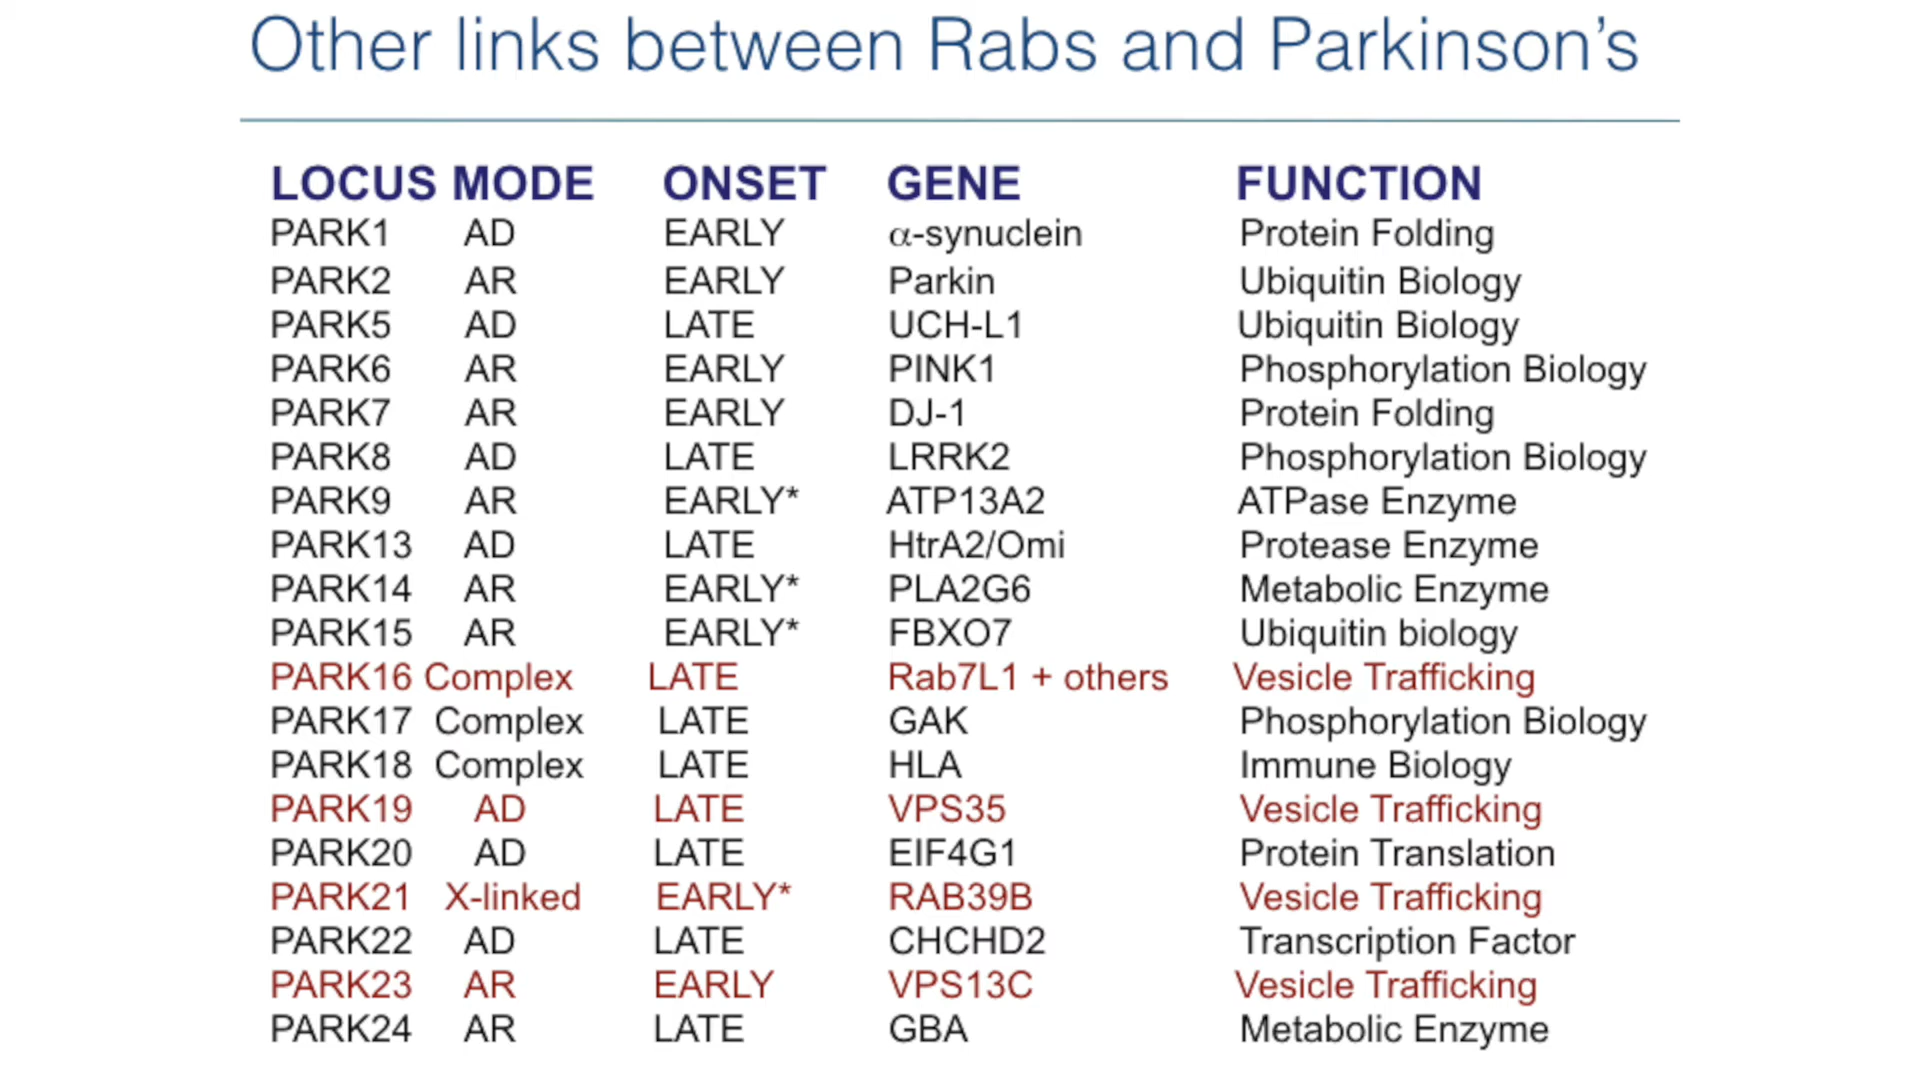 Other links between Rabs and Parkinson’s
LOCUS MODE ONSET GENE FUNCTION
PARK1 AD EARLY α-synuclein Protein Folding
PARK2 AR EARLY Parkin Ubiquitin Biology
PARK5 AD LATE UCH-L1 Ubiquitin Biology
PARK6 AR EARLY PINK1 Phosphorylation Biology
PARK7 AR EARLY DJ-1 Protein Folding
PARK8 AD LATE LRRK2 Phosphorylation Biology
PARK9 AR EARLY* ATP13A2 ATPase Enzyme
PARK13 AD LATE HtrA2/Omi Protease Enzyme
PARK14 AR EARLY* PLA2G6 Metabolic Enzyme
PARK15 AR EARLY* FBXO7 Ubiquitin biology
PARK16 Complex LATE Rab7L1 + others Vesicle Trafficking
PARK17 Complex LATE GAK Phosphorylation Biology
PARK18 Complex LATE HLA Immune Biology
PARK19 AD LATE VPS35 Vesicle Trafficking
PARK20 AD LATE EIF4G1 Protein Translation
PARK21 X-linked EARLY* RAB39B Vesicle Trafficking
PARK22 AD LATE CHCHD2 Transcription Factor
PARK23 AR EARLY VPS13C Vesicle Trafficking
PARK24 AR LATE GBA Metabolic Enzyme